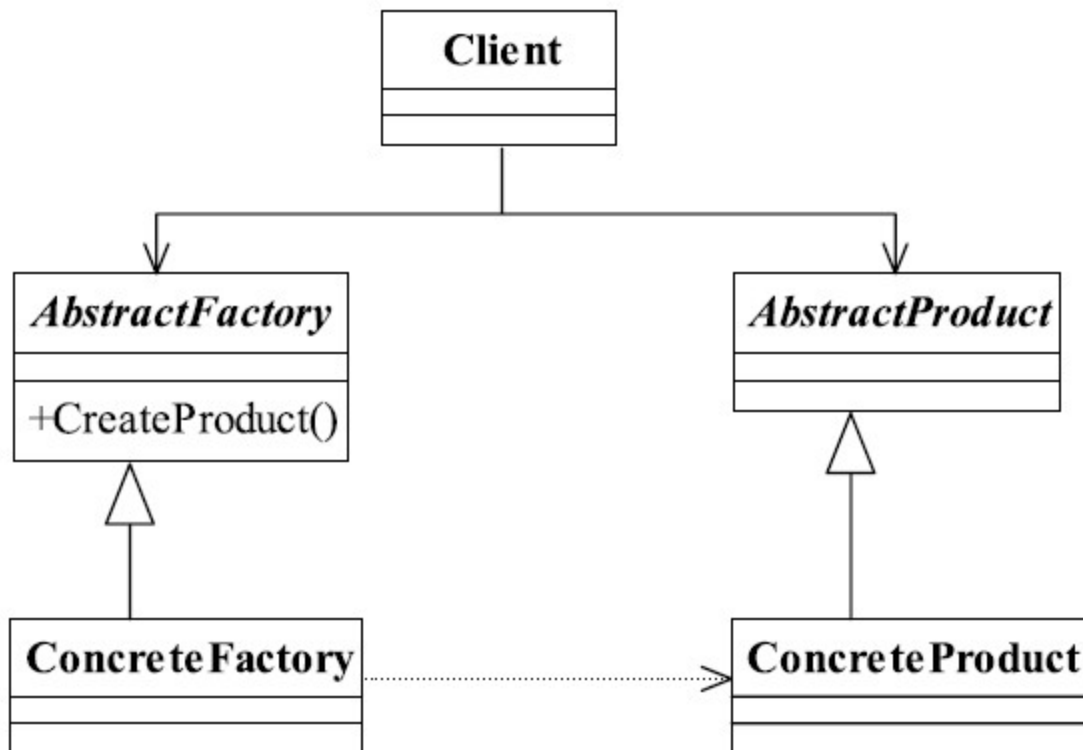 Client
AbstractFactory
AbstractProduct
+CreateProduct()
ConcreteFactory
ConcreteProduct